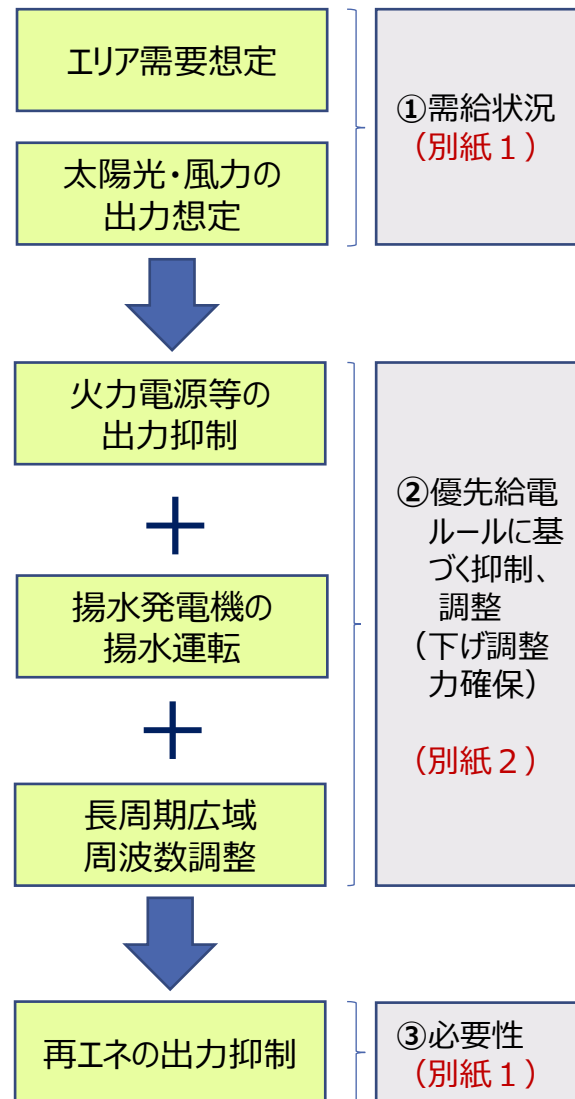 エリア需要想定
太陽光・風力の
出力想定
①需給状況
（別紙１）
火力電源等の
出力抑制
＋
揚水発電機の
揚水運転
＋
長周期広域
周波数調整
②優先給電
ルールに基
づく抑制、
調整
（下げ調整
力確保）
（別紙２）
再エネの出力抑制
③必要性
（別紙１）